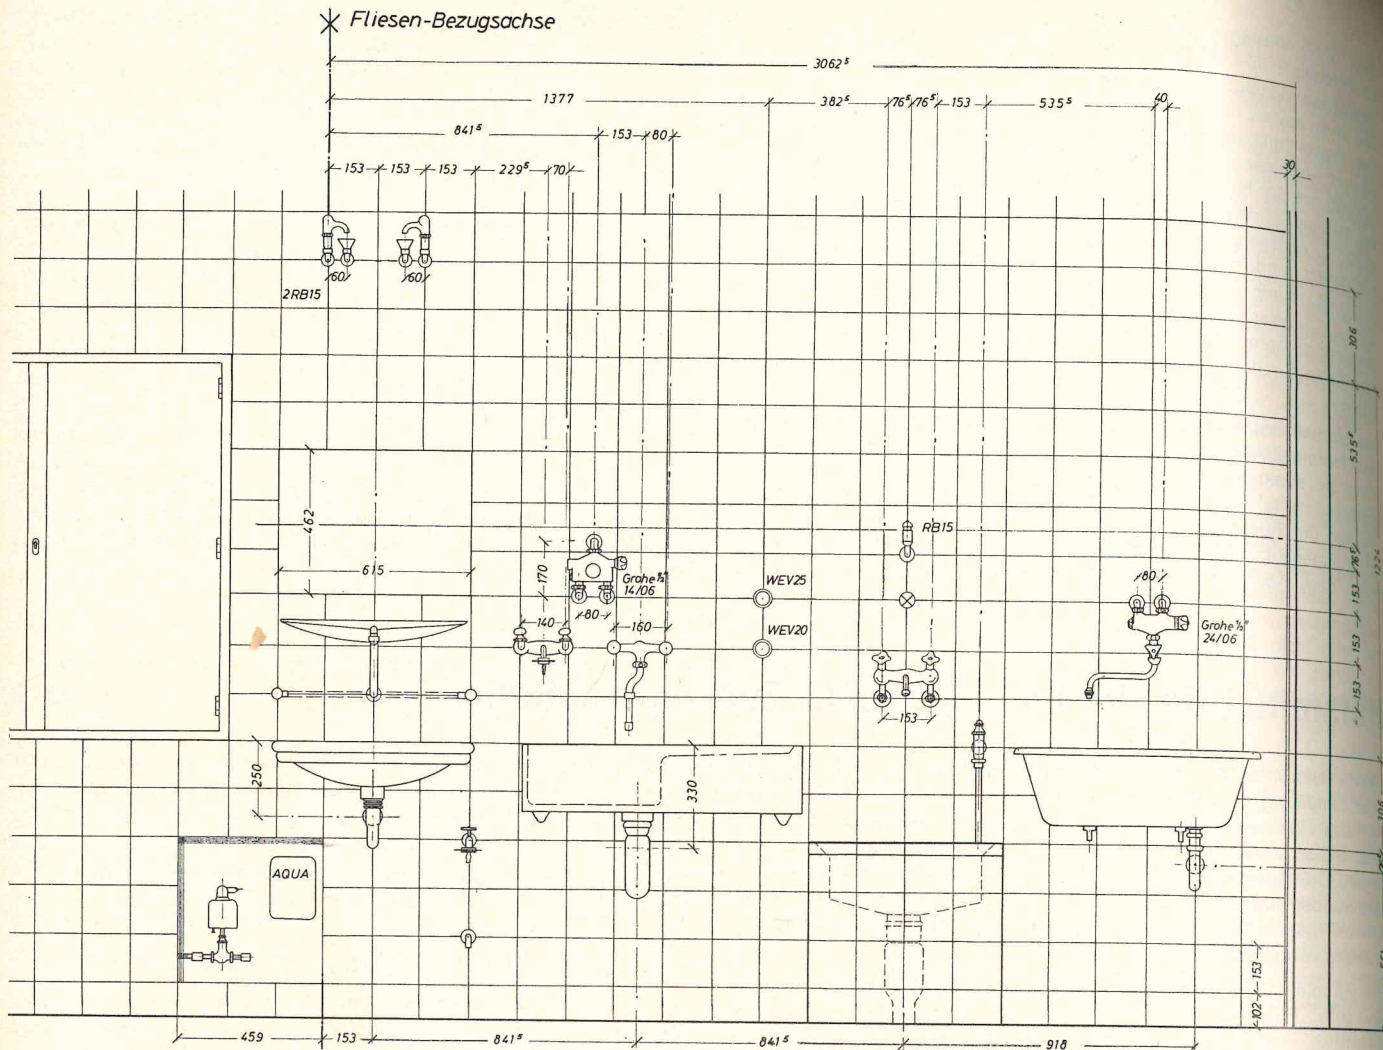 Fliesen-Bezugsachse
3062⁵
1377 382⁵ 76⁵ 76⁵ 153 535⁵ 40
841⁵ 153 80
153 153 153 229⁵ 70 30
60 60
2RB15
306
462
535⁵
RB15
615
170
Grohe ½"
14/06
WEV25
76⁵
1224
80
80
153
140 160
WEV20
Grohe ½"
24/06
153
153
153
250
330
306
AQUA
153
102
459 153 841⁵ 841⁵ 918